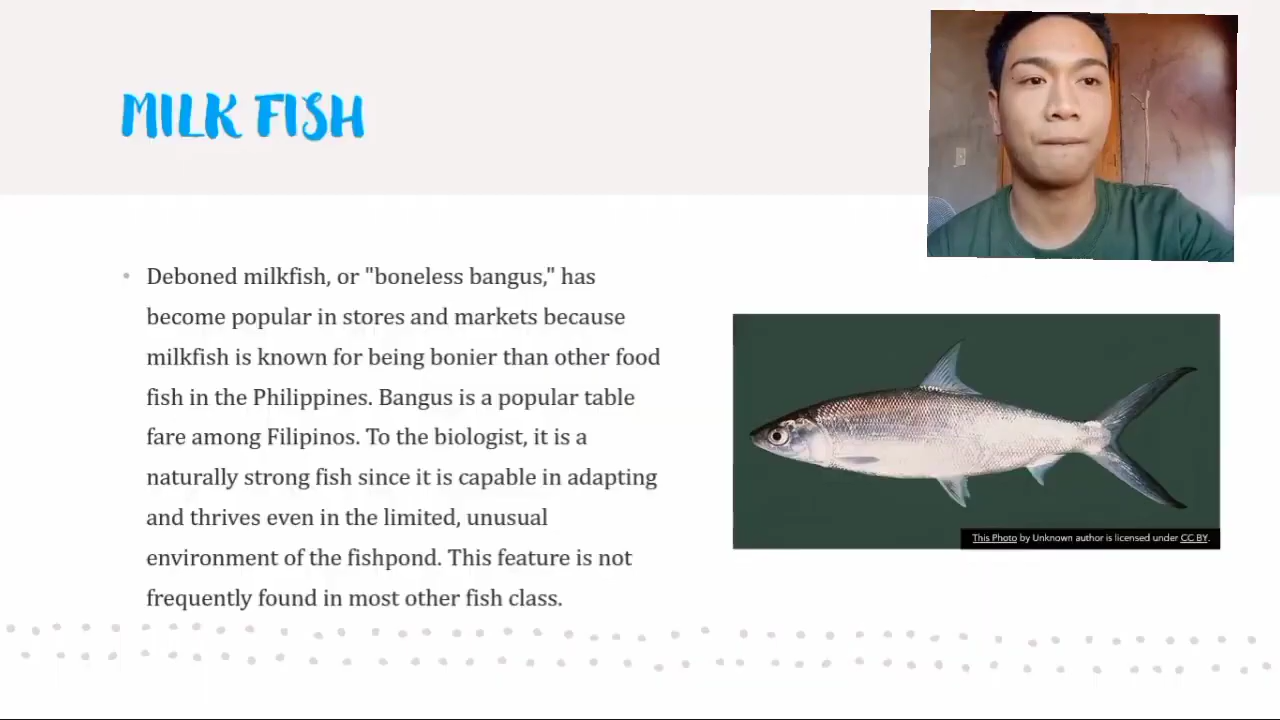 MILK FISH
• Deboned milkfish, or "boneless bangus," has
become popular in stores and markets because
milkfish is known for being bonier than other food
fish in the Philippines. Bangus is a popular table
fare among Filipinos. To the biologist, it is a
naturally strong fish since it is capable in adapting
and thrives even in the limited, unusual
environment of the fishpond. This feature is not
frequently found in most other fish class.
This Photo by Unknown author is licensed under CC BY.